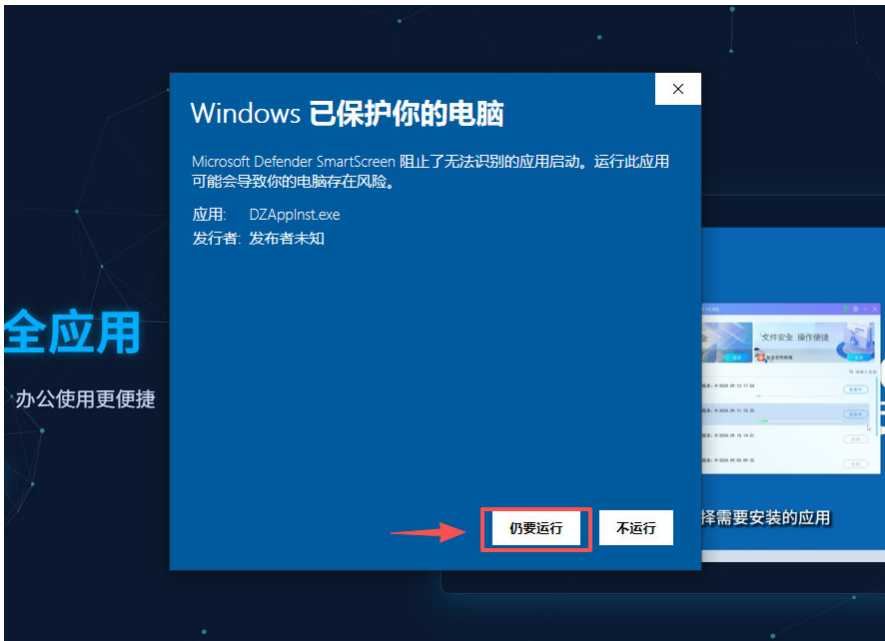 Windows 已保护你的电脑
Microsoft Defender SmartScreen 阻止了无法识别的应用启动。运行此应用
可能会导致你的电脑存在风险。
应用: DZAppInst.exe
发行者: 发布者未知
全应用
办公使用更便捷
文件安全 操作便捷
择需要安装的应用
仍要运行
不运行